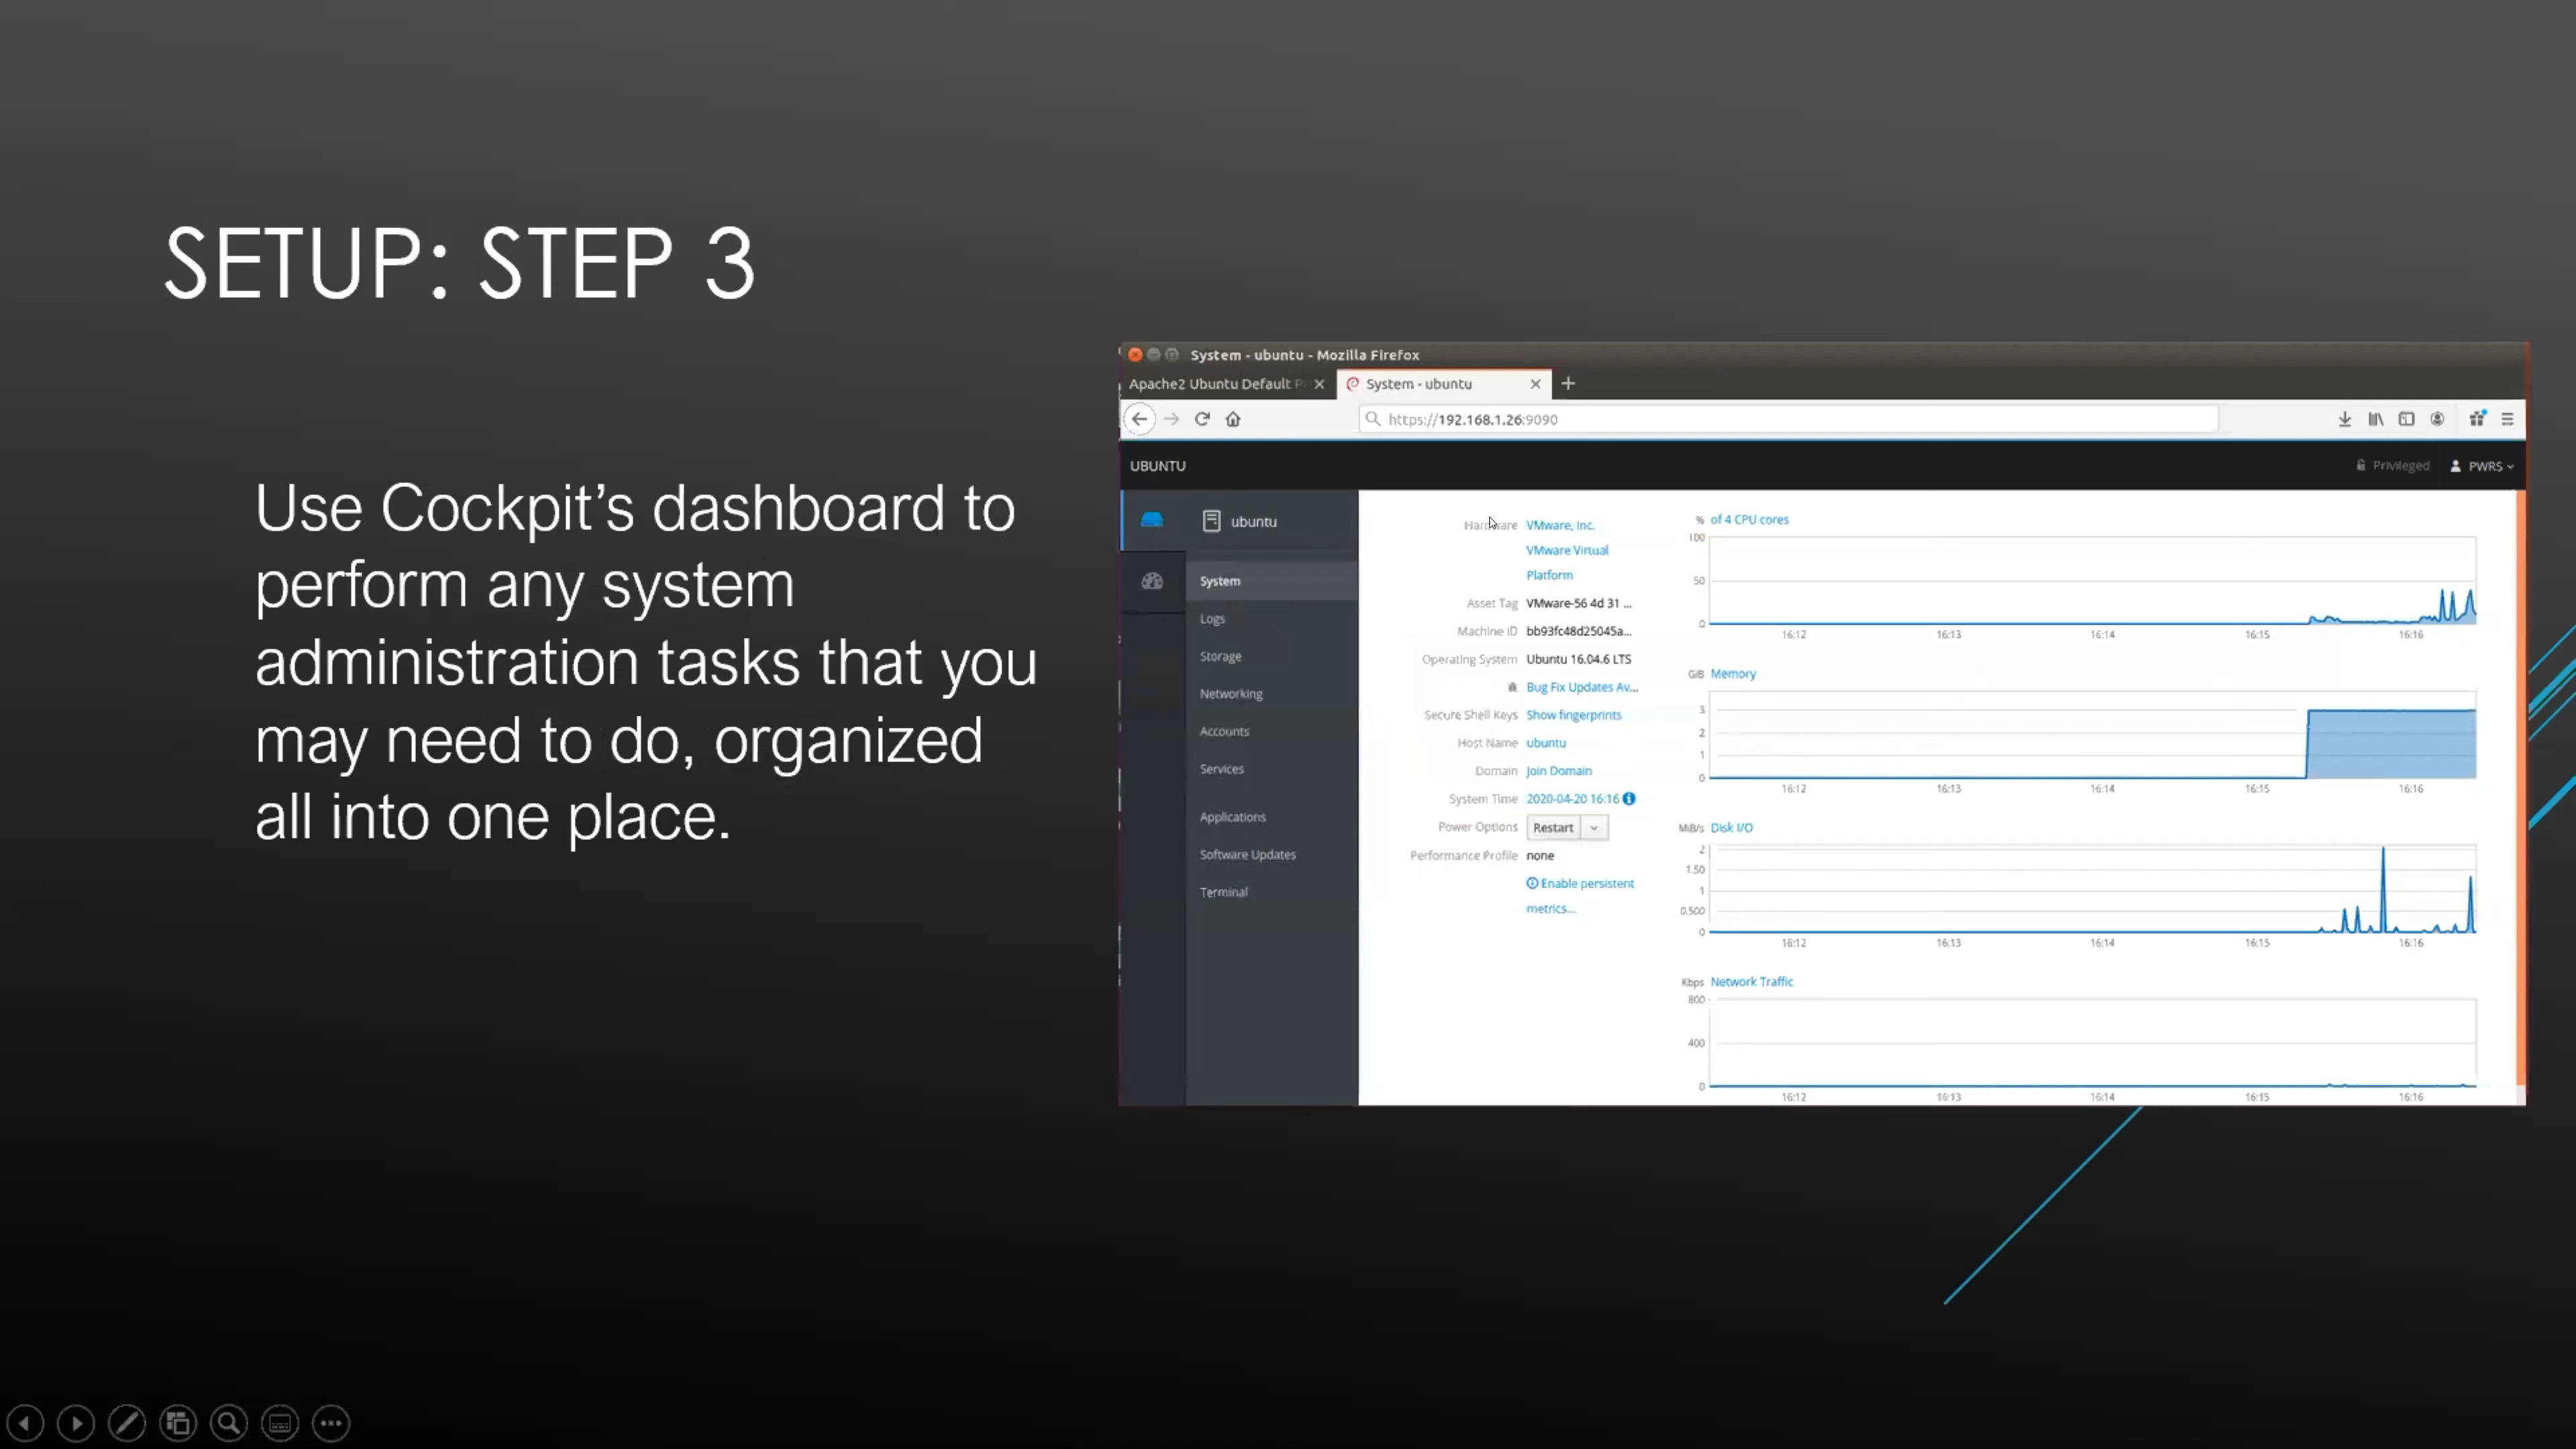 SETUP: STEP 3
Use Cockpit’s dashboard to
perform any system
administration tasks that you
may need to do, organized
all into one place.
System - ubuntu - Mozilla Firefox
Apache2 Ubuntu Default
System - ubuntu
https://192.168.1.26:9090
UBUNTU
Privileged
PWRS
ubuntu
System
Logs
Storage
Networking
Accounts
Services
Applications
Software Updates
Terminal
Hardware VMware, Inc.
VMware Virtual
Platform
Asset Tag VMware-56 4d 31 ...
Machine ID bb93fc48d25045a...
Operating System Ubuntu 16.04.6 LTS
Bug Fix Updates Av...
Secure Shell Keys Show fingerprints
Host Name ubuntu
Domain Join Domain
System Time 2020-04-20 16:16
Power Options Restart
Performance Profile none
Enable persistent
metrics...
% of 4 CPU cores
100
50
0
16:12 16:13 16:14 16:15 16:16
GiB Memory
3
2
1
0
16:12 16:13 16:14 16:15 16:16
MiB/s Disk I/O
2
1.50
1
0.500
0
16:12 16:13 16:14 16:15 16:16
Kbps Network Traffic
800
400
0
16:12 16:13 16:14 16:15 16:16